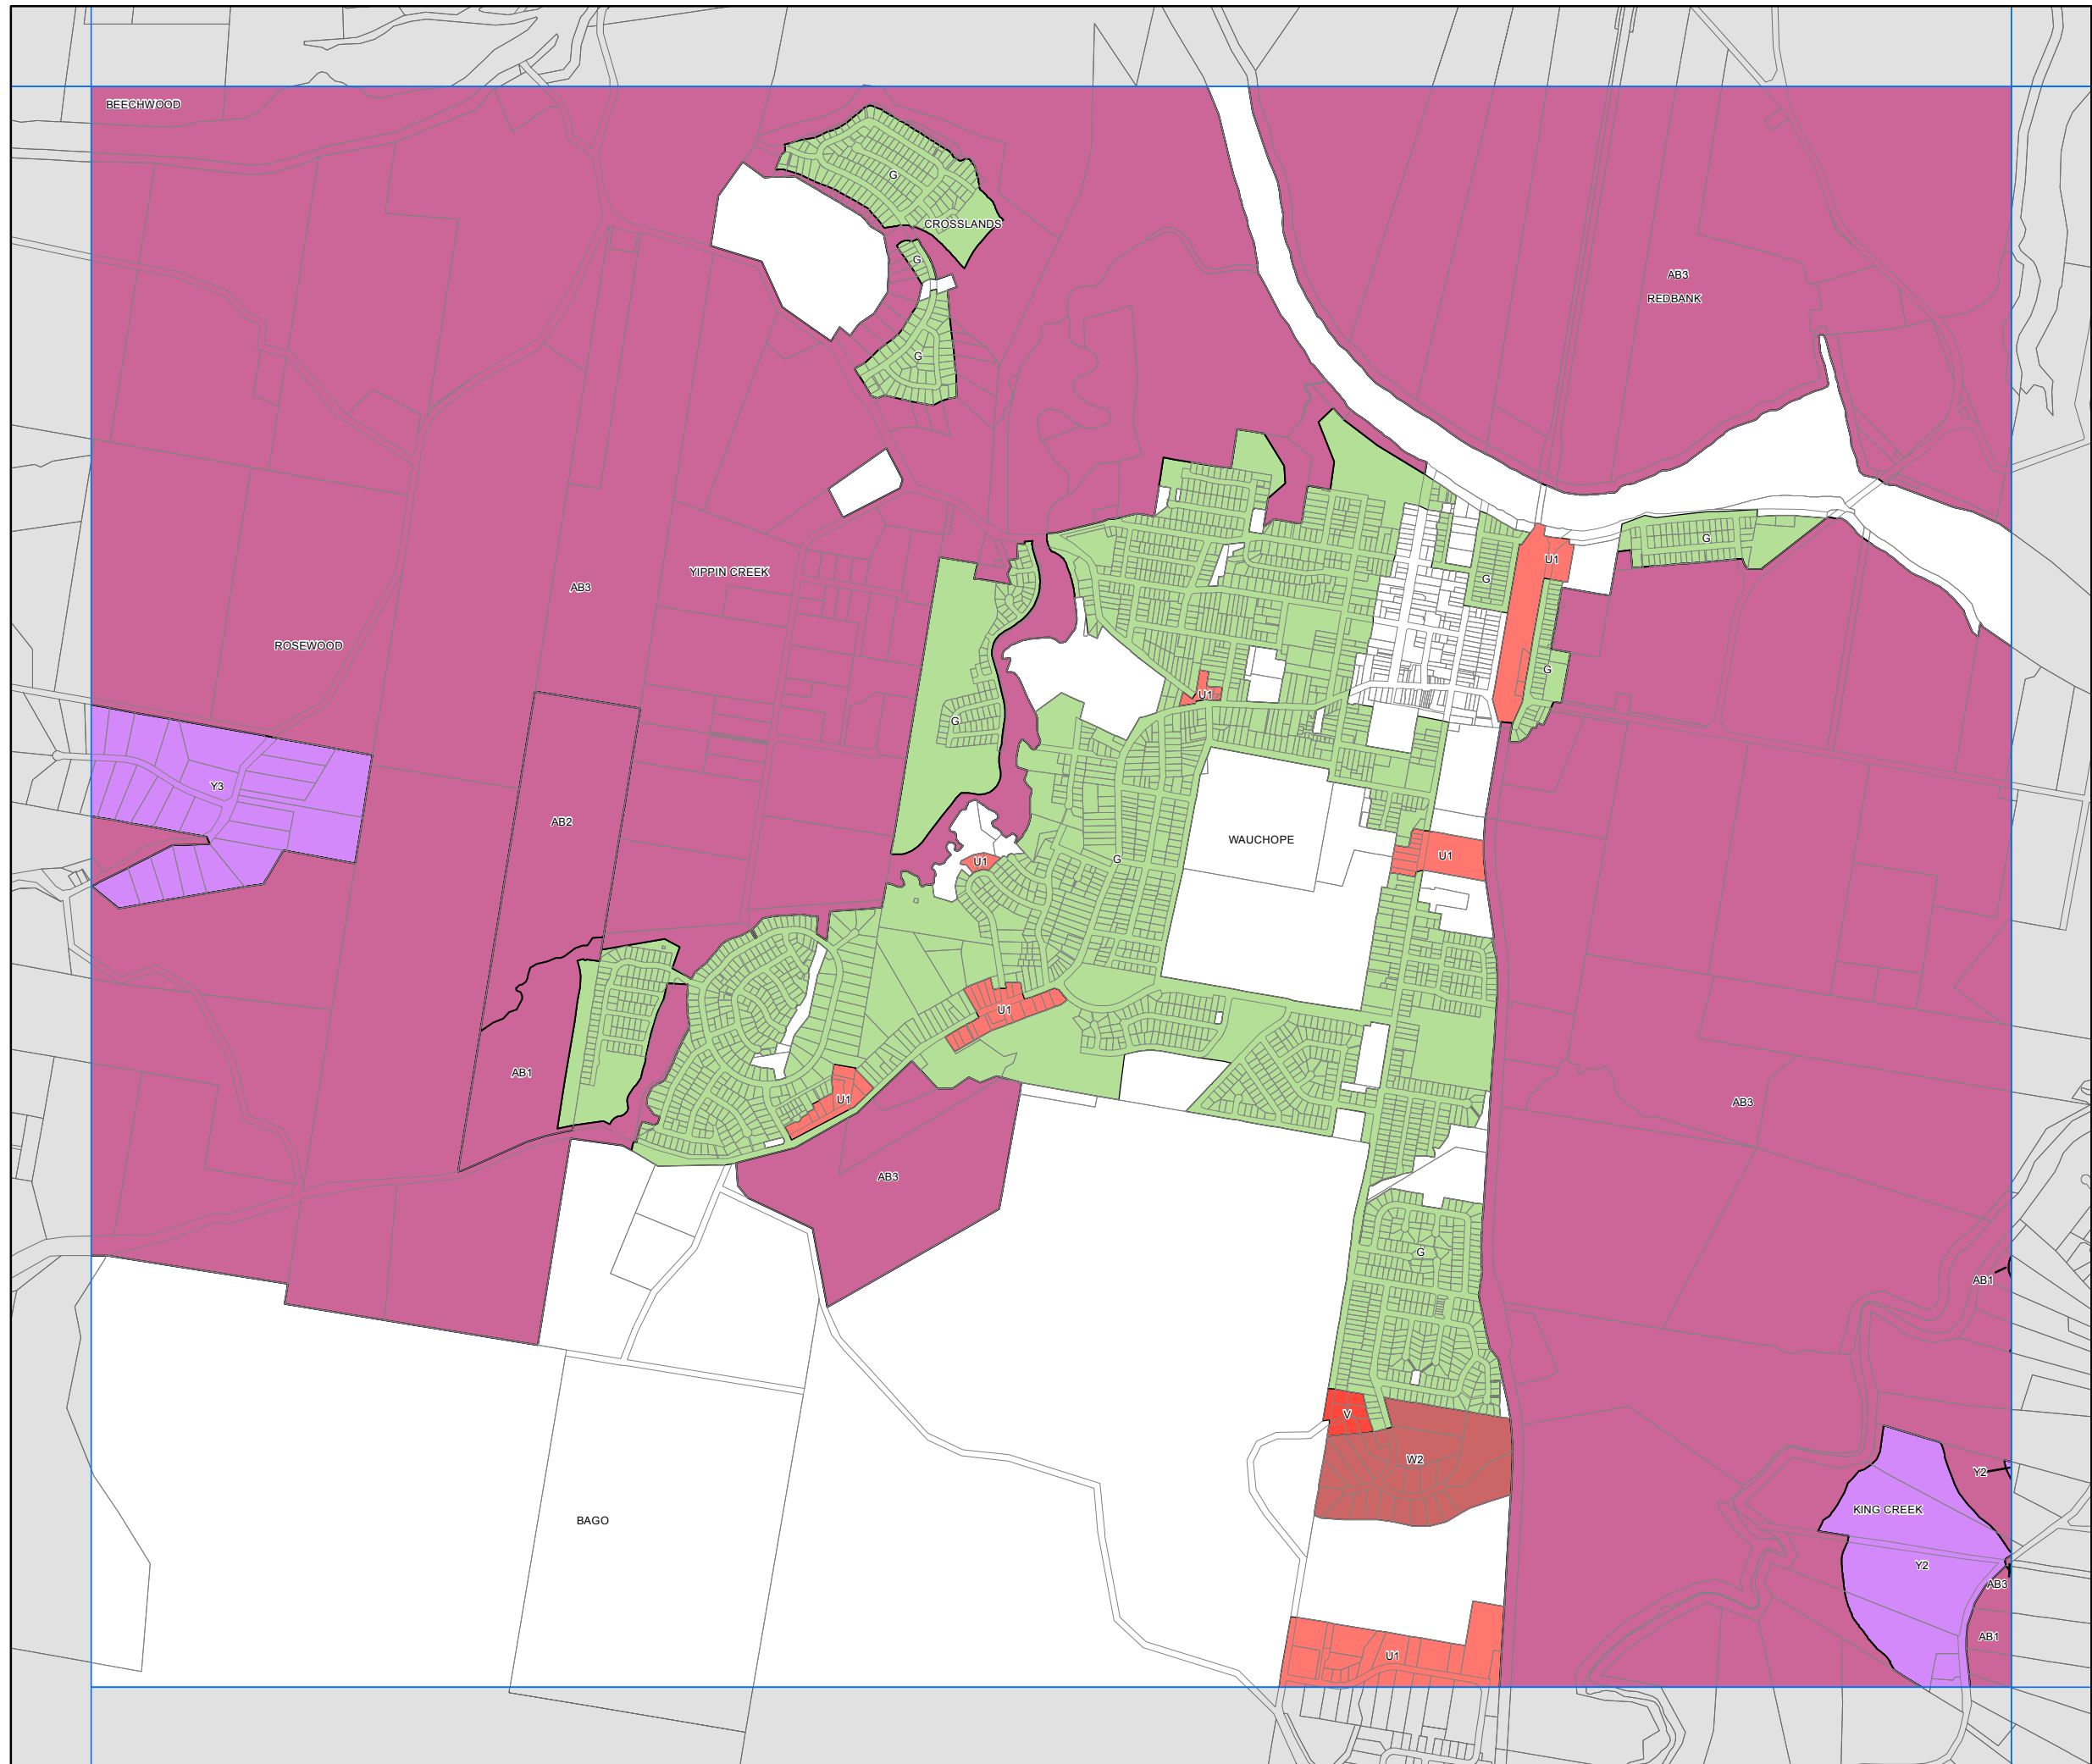 BEECHWOOD
G
CROSSLANDS
G
AB3
REDBANK
G
G
U1
YIPPIN CREEK
G
AB3
ROSEWOOD
G
U1
G
Y3
AB2
WAUCHOPE
U1
U1
G
U1
AB1
U1
AB3
AB3
G
AB1
V
W2
Y2
KING CREEK
BAGO
Y2
AB3
AB1
U1